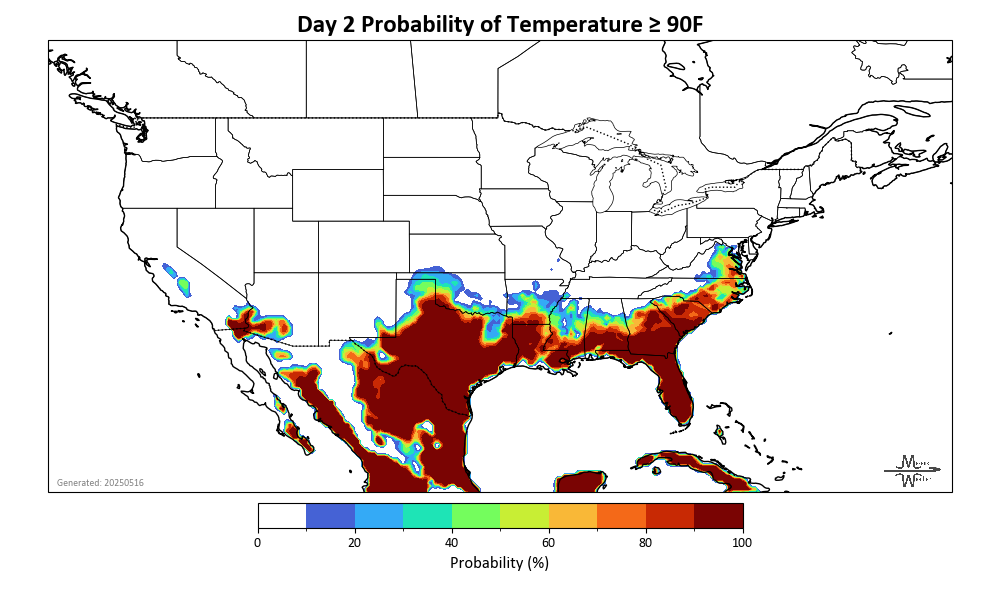 Day 2 Probability of Temperature ≥ 90F
Generated: 20250516
0 20 40 60 80 100
Probability (%)